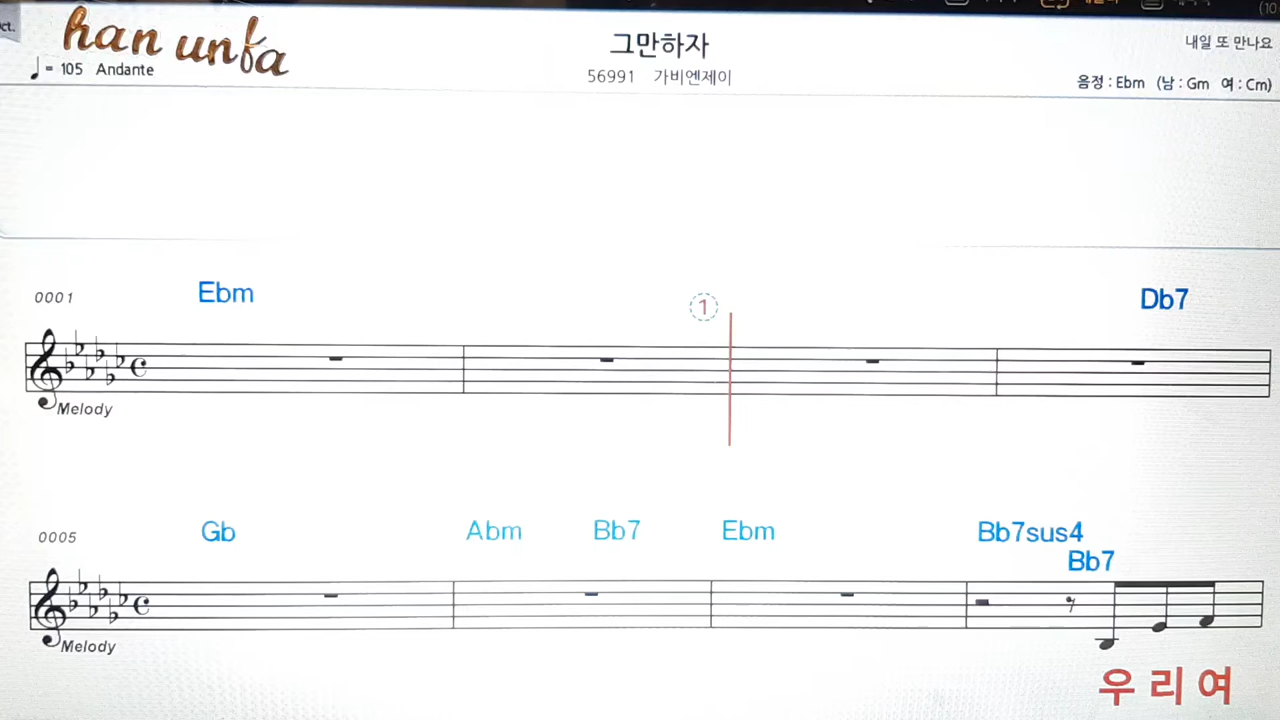 ct.
han unfa
♩= 105 Andante
그만하자
56991 가비엔제이
내일 또 만나요
음정 : Ebm (남 : Gm 여 : Cm)
0001
Ebm
①
Db7
Melody
0005
Gb
Abm
Bb7
Ebm
Bb7sus4
Bb7
Melody
우 리 여